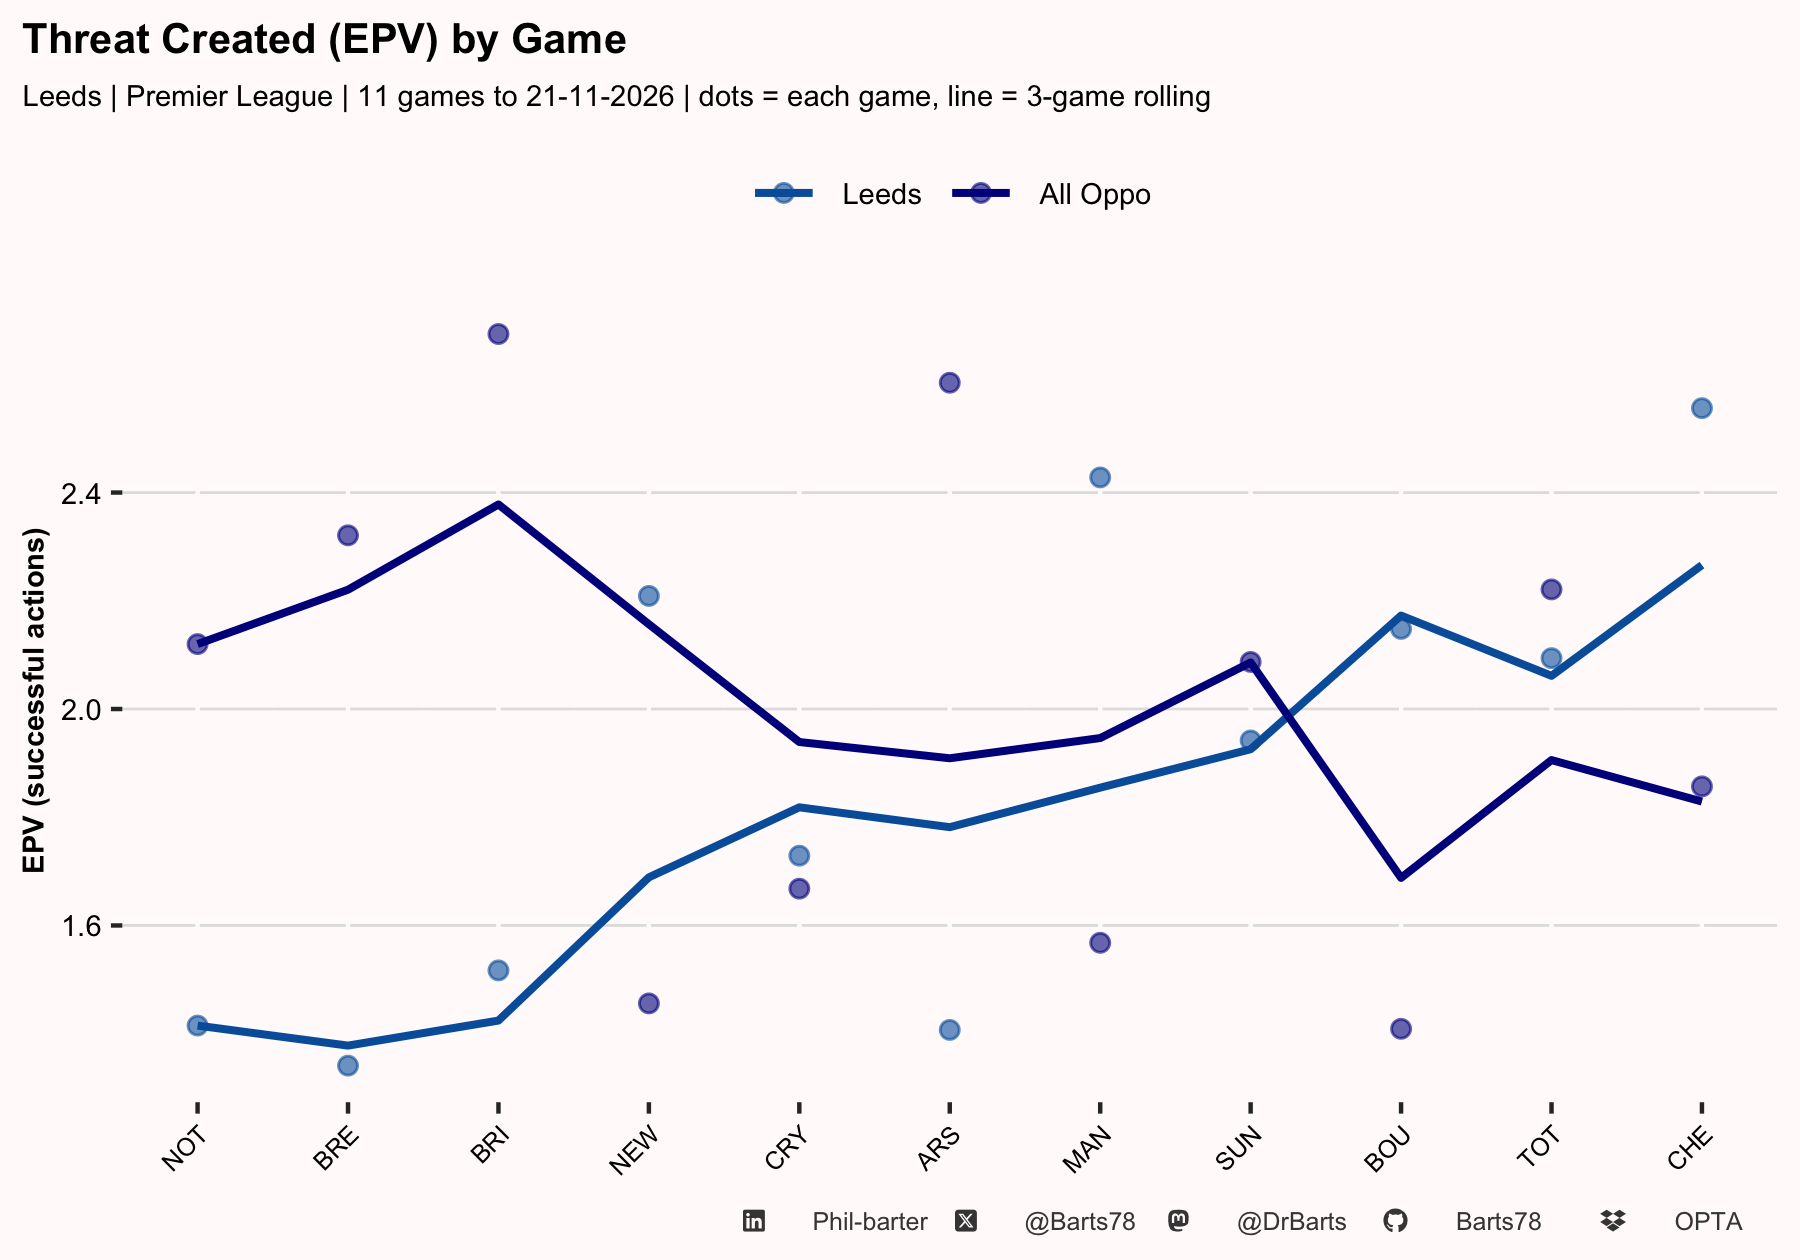 Threat Created (EPV) by Game
Leeds | Premier League | 11 games to 21-11-2026 | dots = each game, line = 3-game rolling
Leeds All Oppo
EPV (successful actions)
2.4
2.0
1.6
NOT BRE BRI NEW CRY ARS MAN SUN BOU TOT CHE
Phil-barter @Barts78 @DrBarts Barts78 OPTA